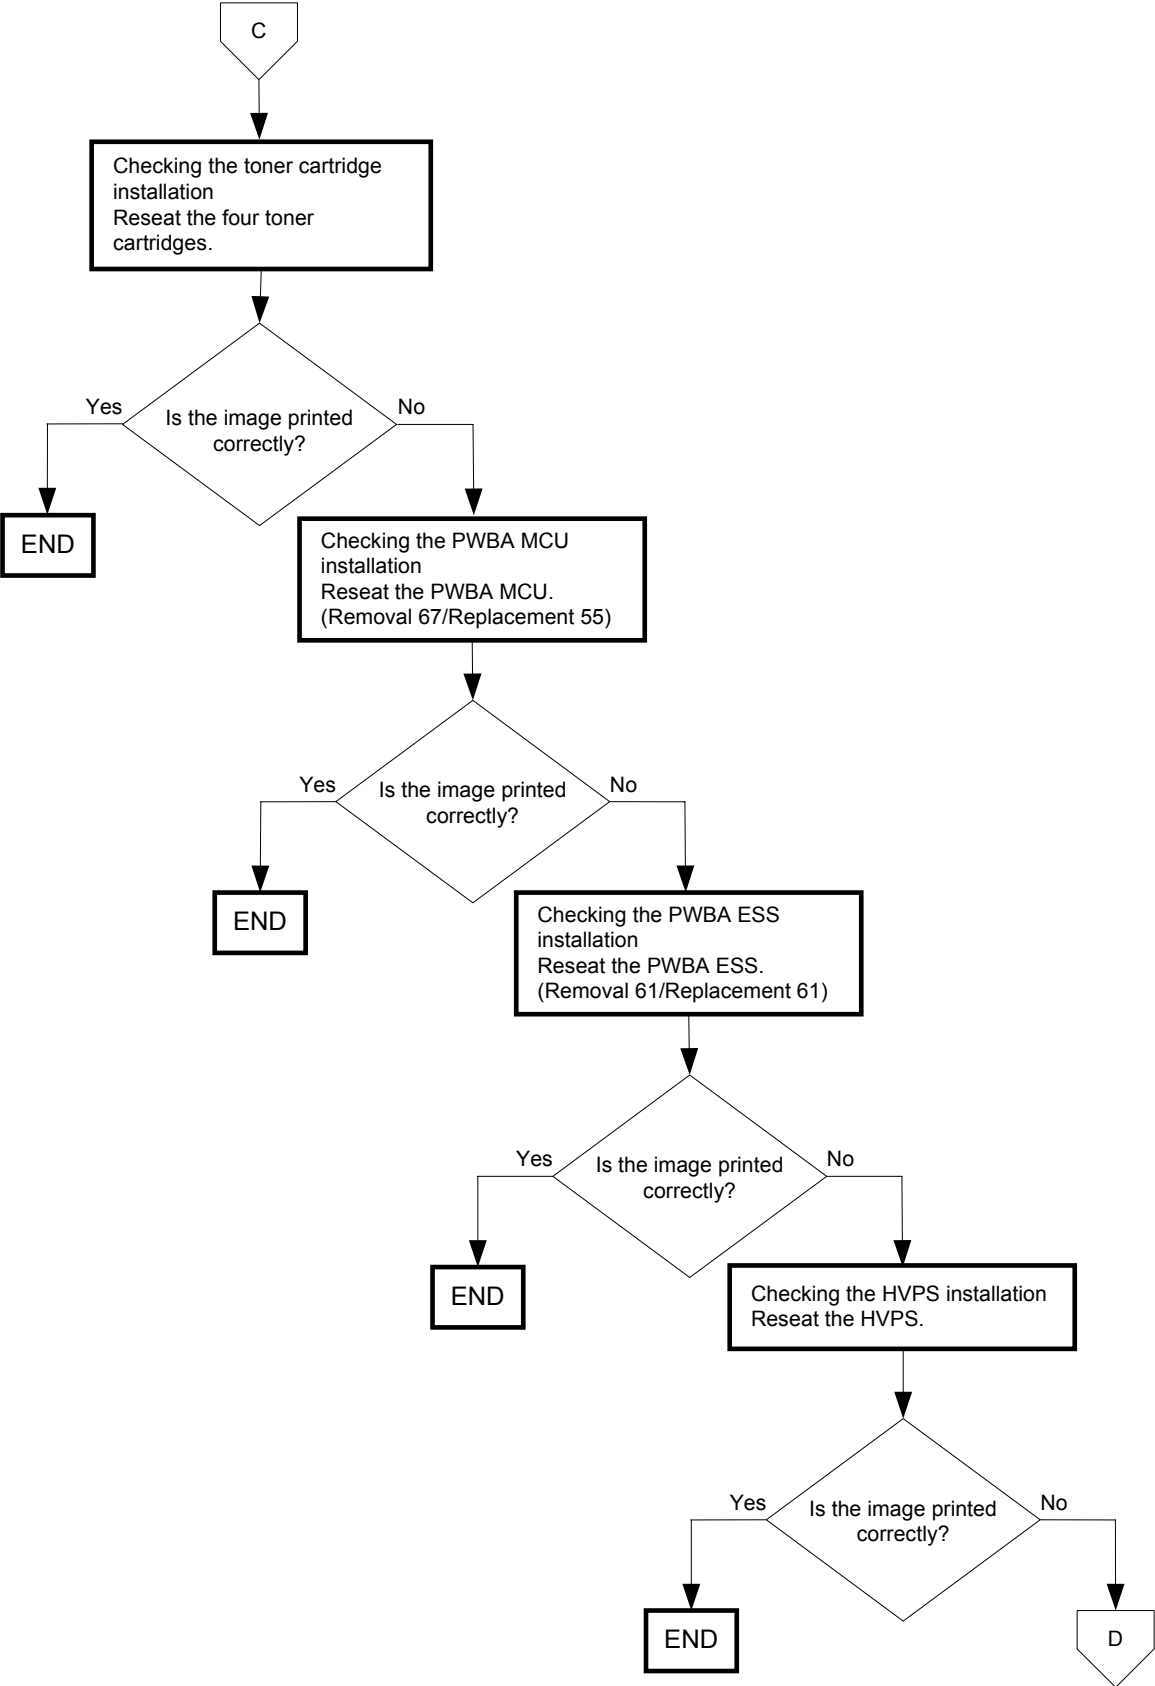 C
Checking the toner cartridge
installation
Reseat the four toner
cartridges.
Yes
No
Is the image printed
correctly?
END
Checking the PWBA MCU
installation
Reseat the PWBA MCU.
(Removal 67/Replacement 55)
Yes
No
Is the image printed
correctly?
END
Checking the PWBA ESS
installation
Reseat the PWBA ESS.
(Removal 61/Replacement 61)
Yes
No
Is the image printed
correctly?
END
Checking the HVPS installation
Reseat the HVPS.
Yes
No
Is the image printed
correctly?
END
D